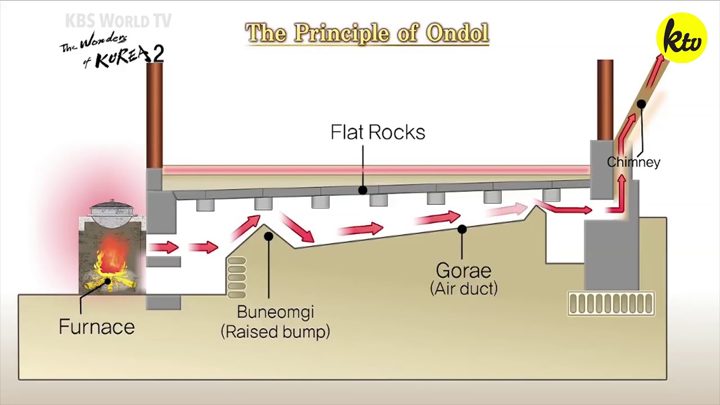 KBS WORLD TV
The Wonders
of KOREA 2
The Principle of Ondol
ktv
Flat Rocks
Chimney
Gorae
(Air duct)
Buneomgi
(Raised bump)
Furnace